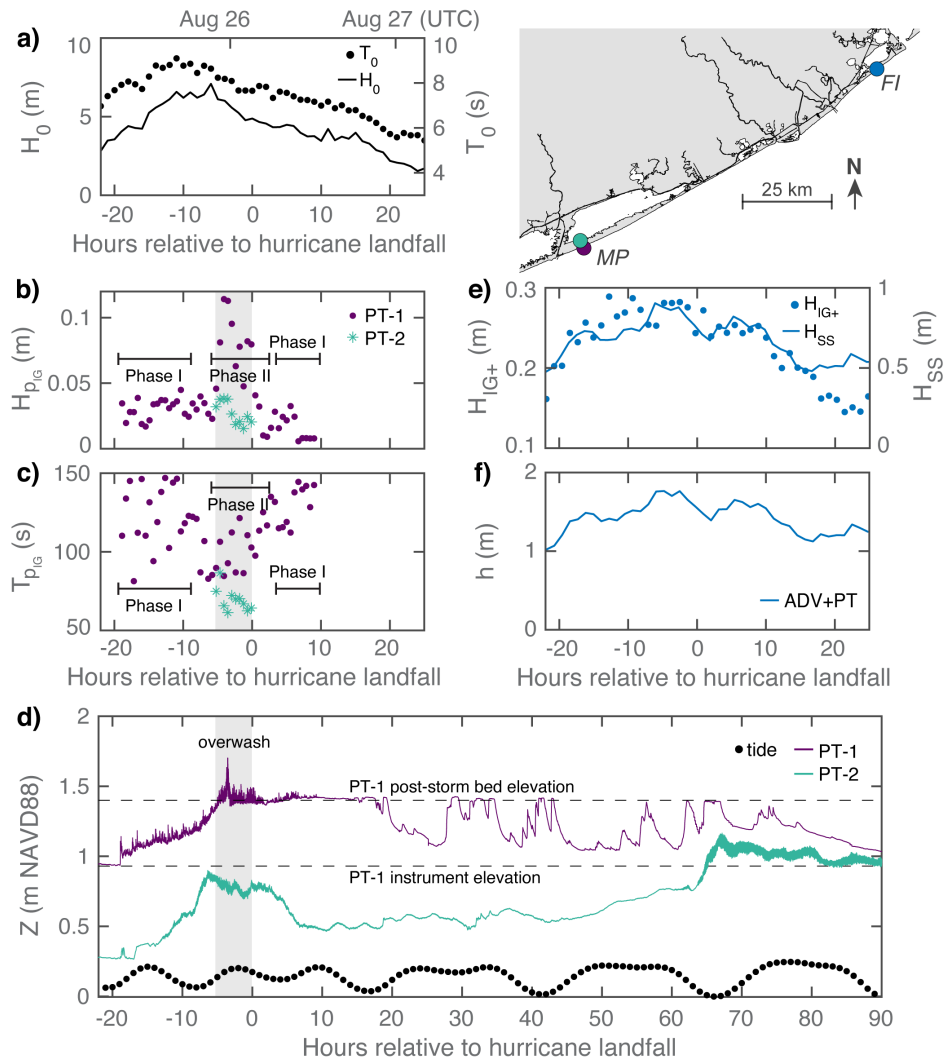 a)
Aug 26
Aug 27 (UTC)
10
5
0
H0 (m)
T0
H0
10
8
6
4
T0 (s)
-20
-10
0
10
20
Hours relative to hurricane landfall
FI
N
25 km
MP
b)
0.1
0.05
0
HpIG (m)
PT-1
PT-2
Phase I
Phase I
Phase II
c)
150
100
50
TpIG (s)
Phase II
Phase I
Phase I
-20
-10
0
10
20
Hours relative to hurricane landfall
e)
0.3
0.2
0.1
HIG+ (m)
HIG+
HSS
1
0.5
0
HSS (m)
f)
2
1
0
h (m)
ADV+PT
-20
-10
0
10
20
Hours relative to hurricane landfall
d)
2
1.5
1
0.5
0
Z (m NAVD88)
overwash
tide
PT-1
PT-2
PT-1 post-storm bed elevation
PT-1 instrument elevation
-20
-10
0
10
20
30
40
50
60
70
80
90
Hours relative to hurricane landfall